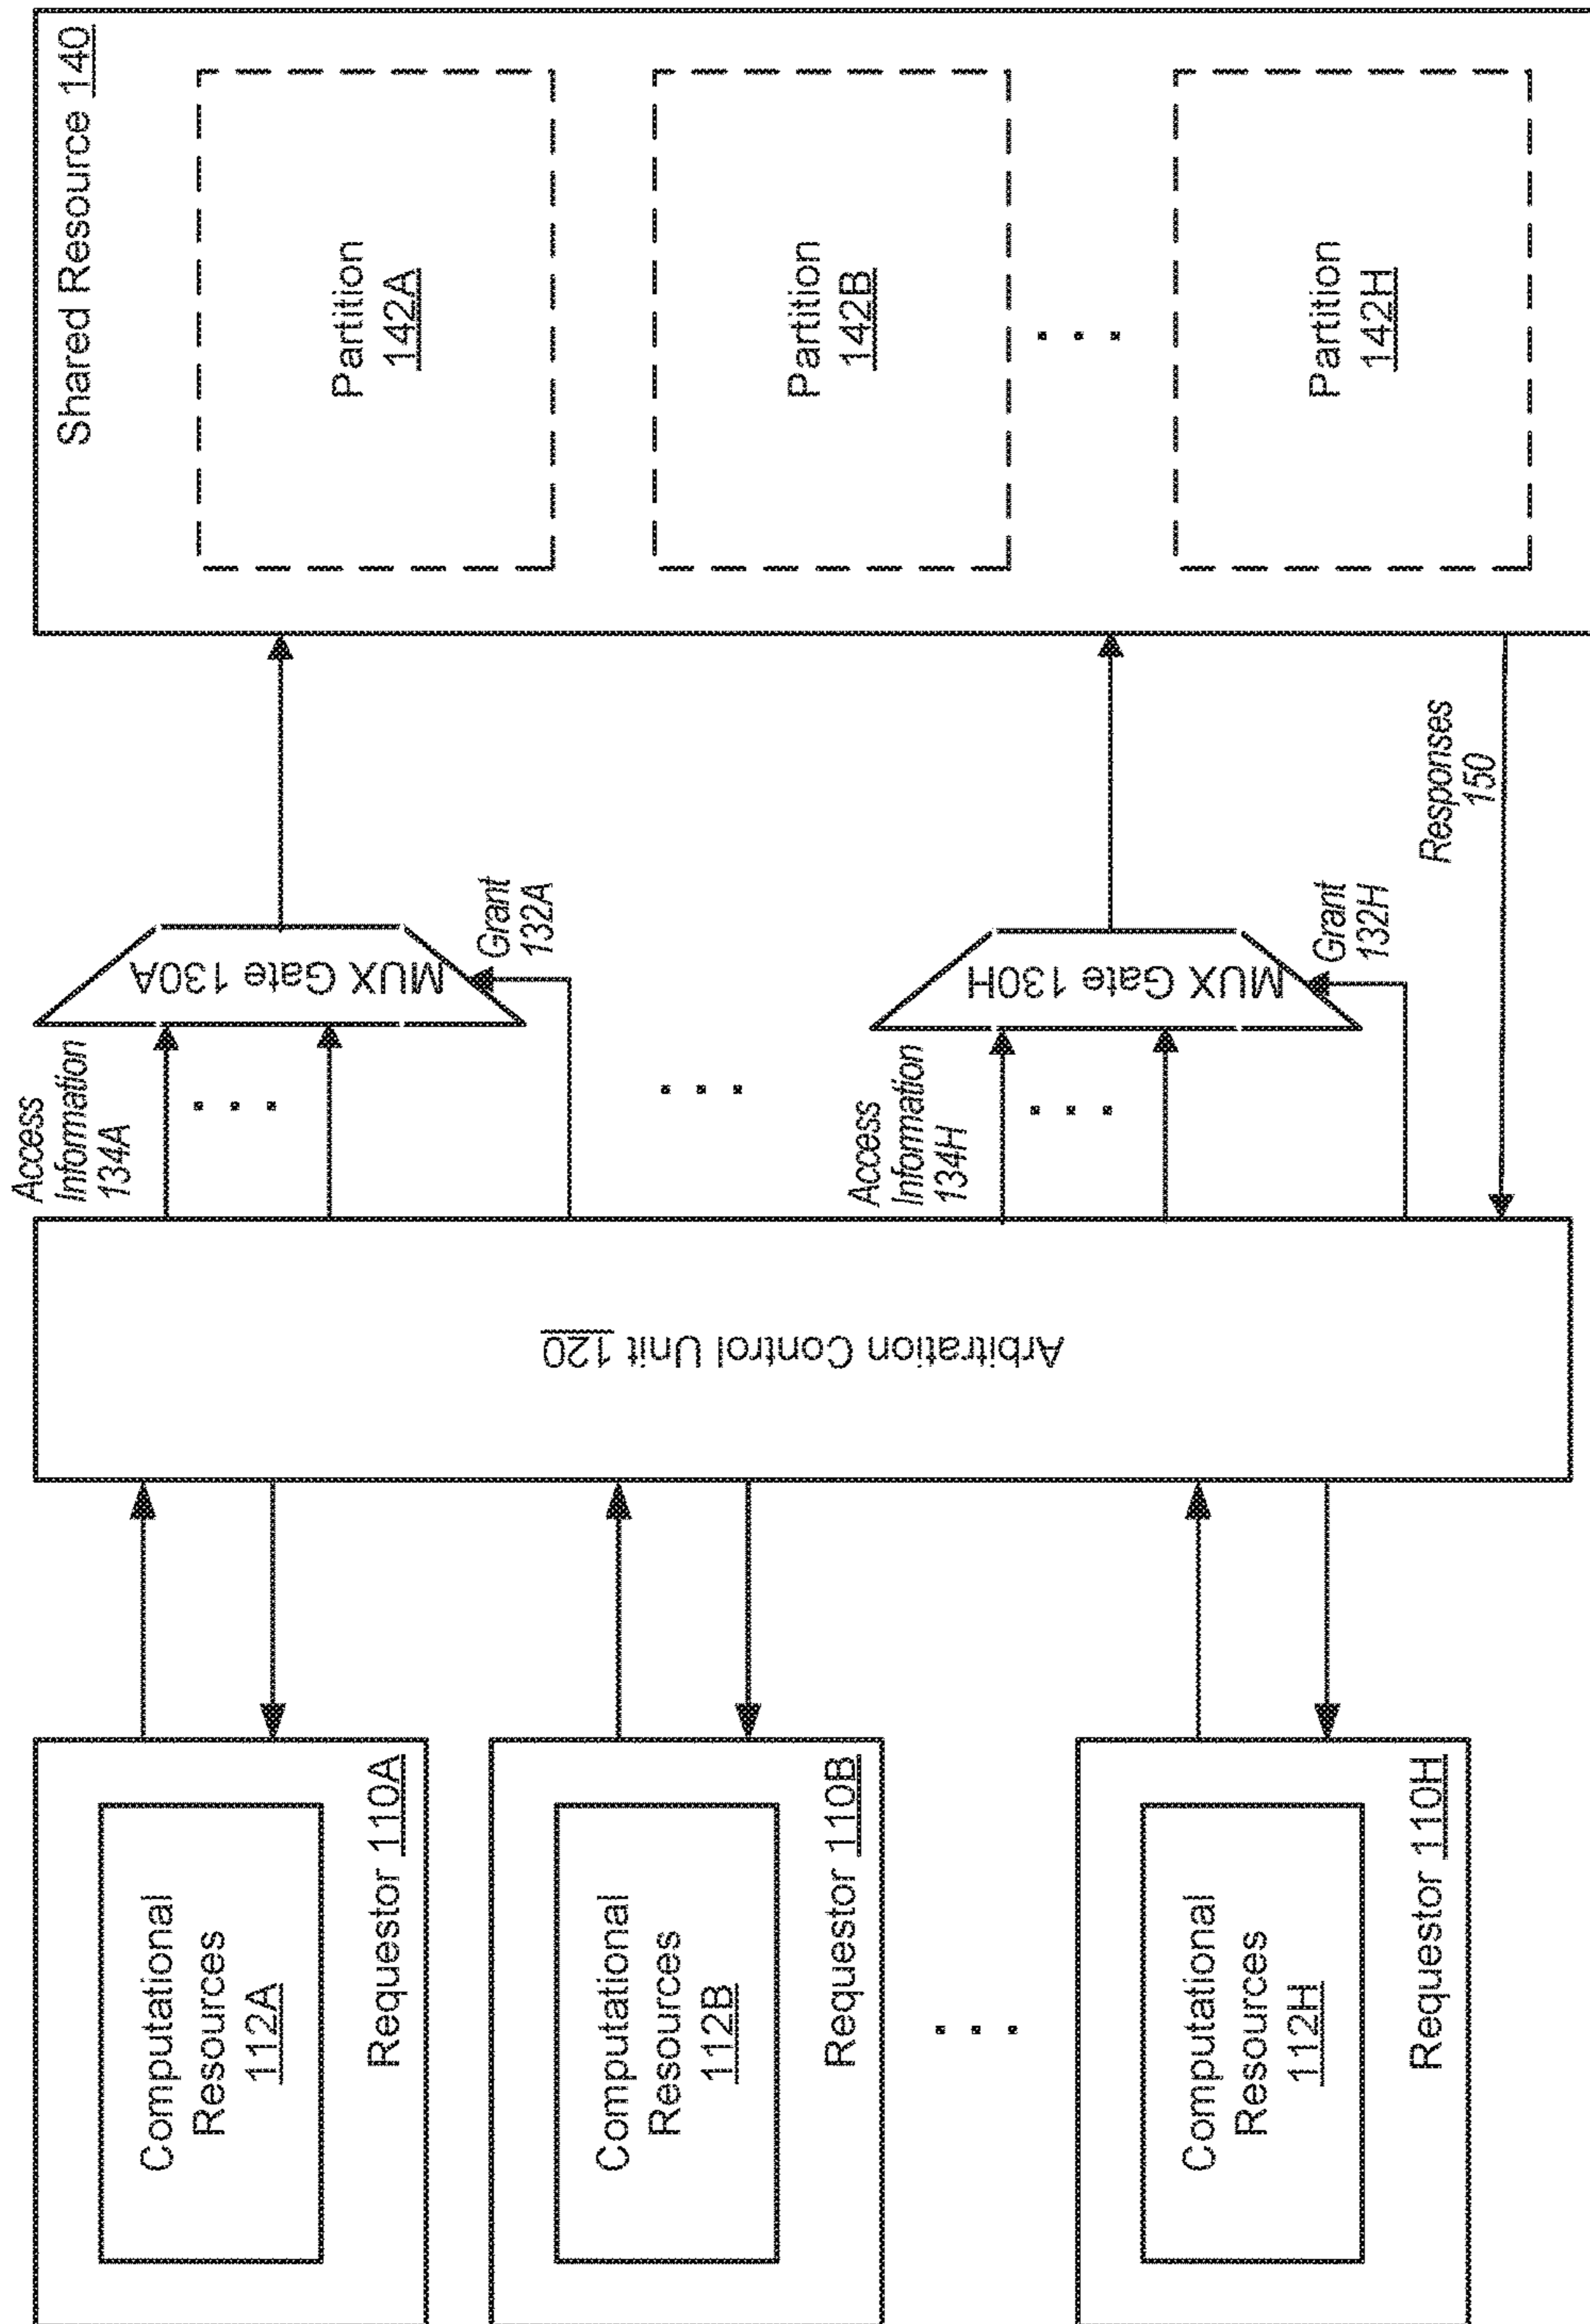 Computational
Resources
112A
Requestor 110A
Computational
Resources
112B
Requestor 110B
. . .
Computational
Resources
112H
Requestor 110H
Arbitration Control Unit 120
Access
Information
134A
. . .
MUX Gate 130A
Grant
132A
. . .
Access
Information
134H
. . .
MUX Gate 130H
Grant
132H
Responses
150
Shared Resource 140
Partition
142A
Partition
142B
. . .
Partition
142H